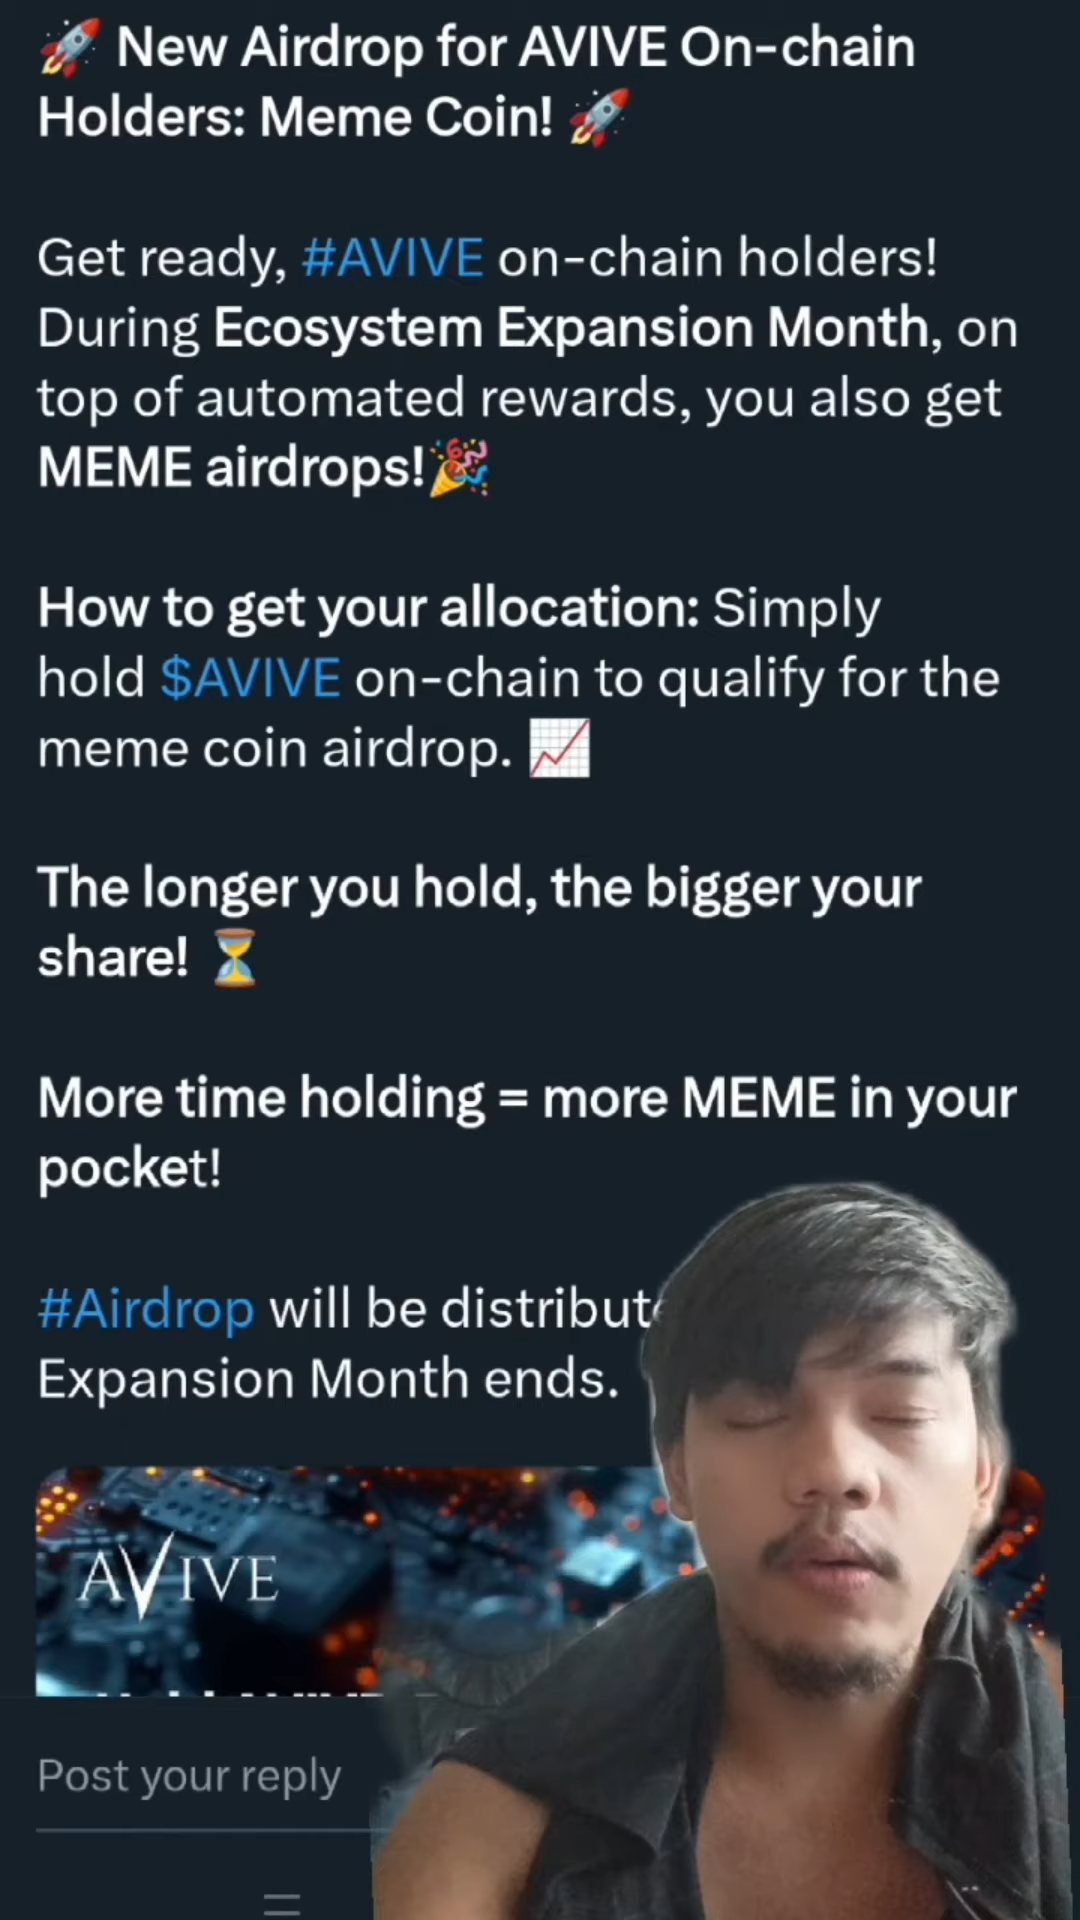 🚀 New Airdrop for AVIVE On-chain
Holders: Meme Coin! 🚀
Get ready, #AVIVE on-chain holders!
During Ecosystem Expansion Month, on
top of automated rewards, you also get
MEME airdrops!🎉
How to get your allocation: Simply
hold $AVIVE on-chain to qualify for the
meme coin airdrop. 📈
The longer you hold, the bigger your
share! ⏳
More time holding = more MEME in your
pocket!
#Airdrop will be
Expansion Month ends.
AVIVE
Post your reply